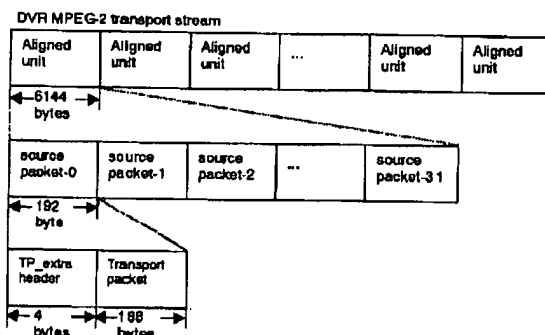 DVR MPEG-2 transport stream
Aligned unit
Aligned unit
Aligned unit
...
Aligned unit
Aligned unit
6144 bytes
source packet-0
source packet-1
source packet-2
...
source packet-31
192 byte
TP_extra header
Transport packet
4 bytes
188 bytes